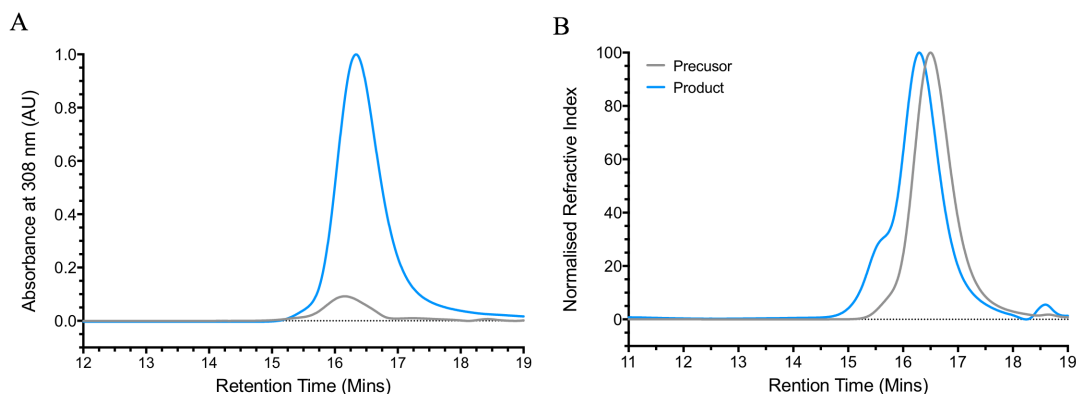 A
Absorbance at 308 nm (AU)
1.0
0.8
0.6
0.4
0.2
0.0
12 13 14 15 16 17 18 19
Retention Time (Mins)
B
Normalised Refractive Index
100
80
60
40
20
0
Precusor
Product
11 12 13 14 15 16 17 18 19
Rention Time (Mins)